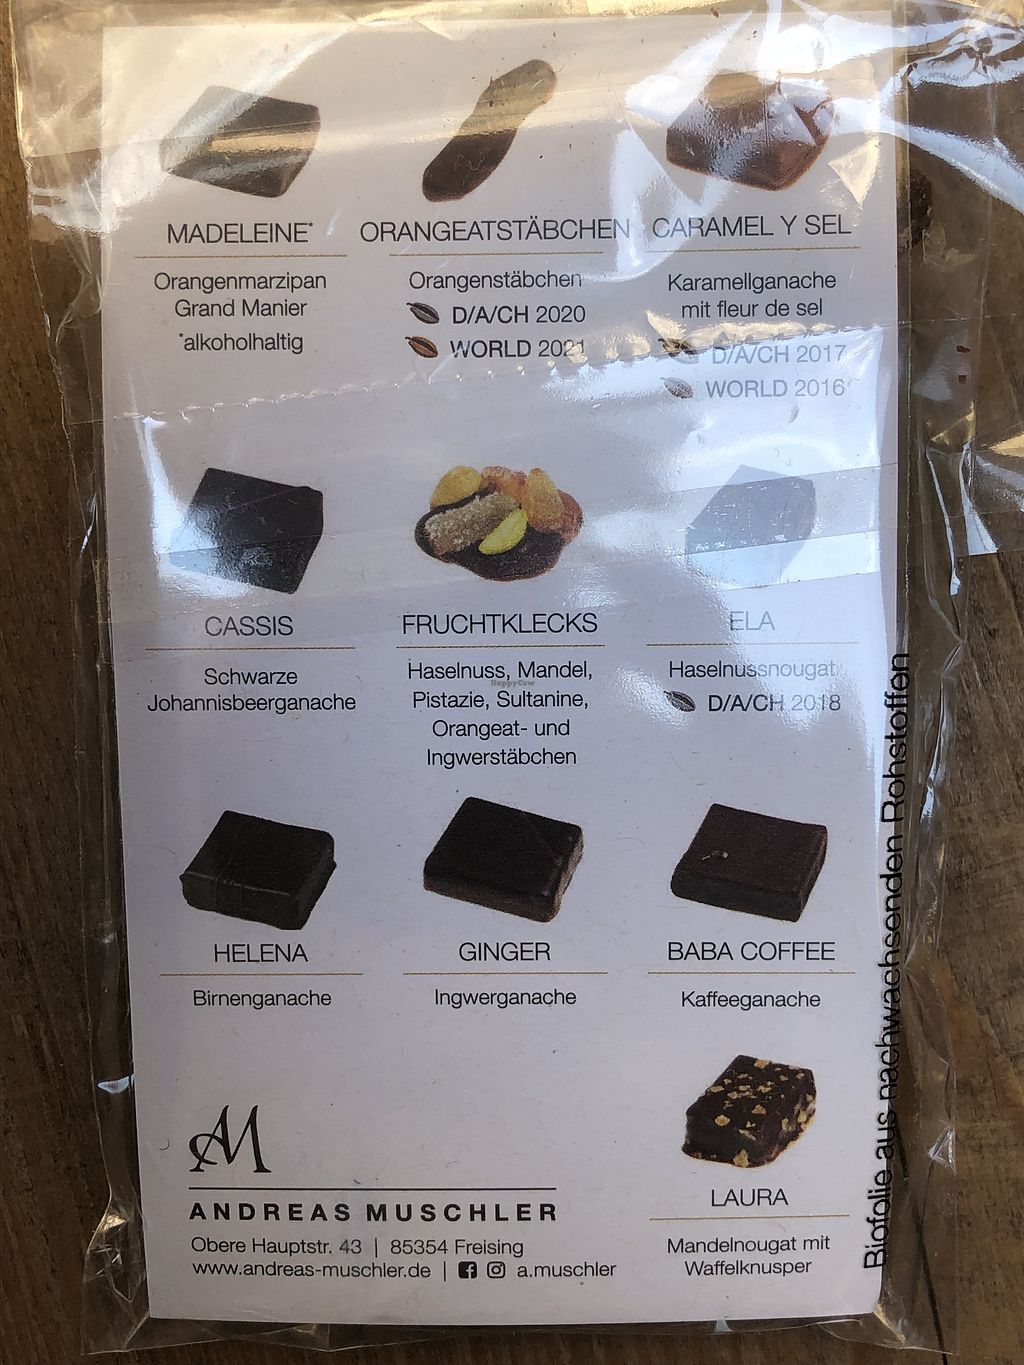 MADELEINE*
Orangenmarzipan
Grand Manier
*alkoholhaltig
ORANGEATSTÄBCHEN
Orangenstäbchen
D/A/CH 2020
WORLD 2021
CARAMEL Y SEL
Karamellganache
mit fleur de sel
D/A/CH 2017
WORLD 2016
CASSIS
Schwarze
Johannisbeerganache
FRUCHTKLECKS
Haselnuss, Mandel,
HappyCow
Pistazie, Sultanine,
Orangeat- und
Ingwerstäbchen
ELA
Haselnussnougat
D/A/CH 2018
HELENA
Birnenganache
GINGER
Ingwerganache
BABA COFFEE
Kaffeeganache
LAURA
Mandelnougat mit
Waffelknusper
AM
ANDREAS MUSCHLER
Obere Hauptstr. 43 | 85354 Freising
www.andreas-muschler.de | a.muschler
Biofolie aus nachwachsenden Rohstoffen